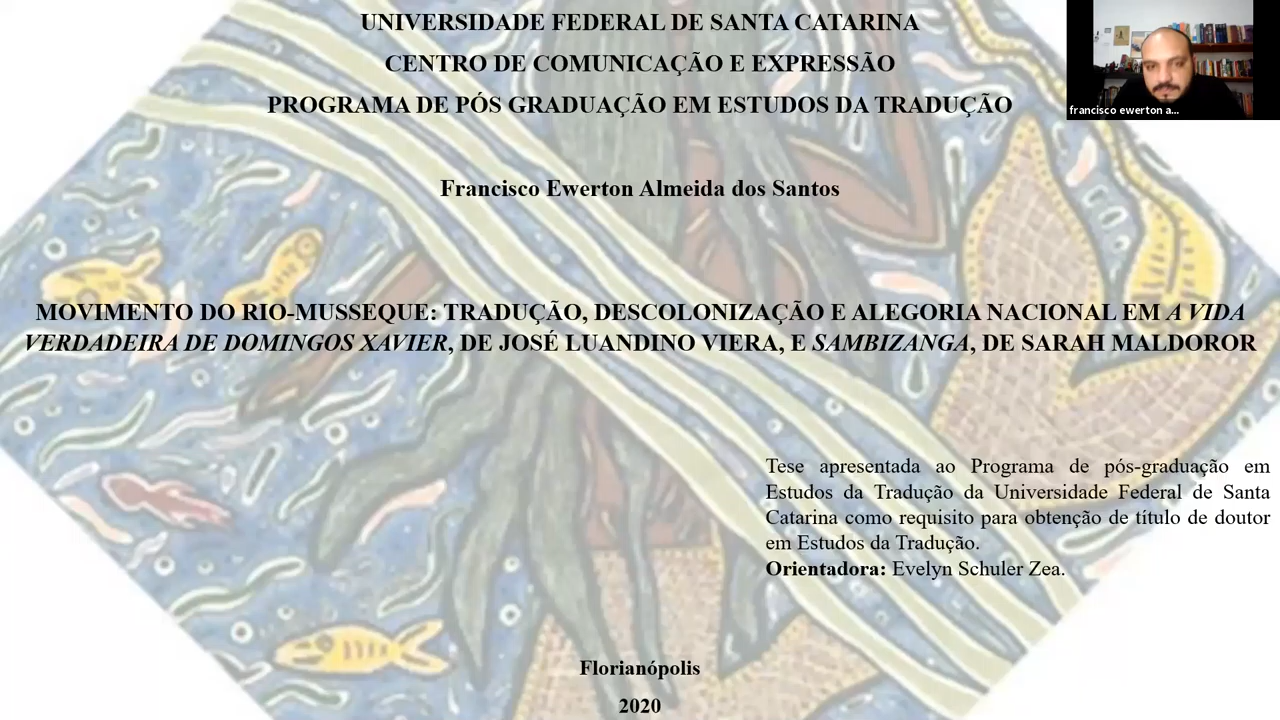 UNIVERSIDADE FEDERAL DE SANTA CATARINA
CENTRO DE COMUNICAÇÃO E EXPRESSÃO
PROGRAMA DE PÓS GRADUAÇÃO EM ESTUDOS DA TRADUÇÃO
francisco ewerton a...
Francisco Ewerton Almeida dos Santos
MOVIMENTO DO RIO-MUSSEQUE: TRADUÇÃO, DESCOLONIZAÇÃO E ALEGORIA NACIONAL EM A VIDA
VERDADEIRA DE DOMINGOS XAVIER, DE JOSÉ LUANDINO VIERA, E SAMBIZANGA, DE SARAH MALDOROR
Tese apresentada ao Programa de pós-graduação em
Estudos da Tradução da Universidade Federal de Santa
Catarina como requisito para obtenção de título de doutor
em Estudos da Tradução.
Orientadora: Evelyn Schuler Zea.
Florianópolis
2020